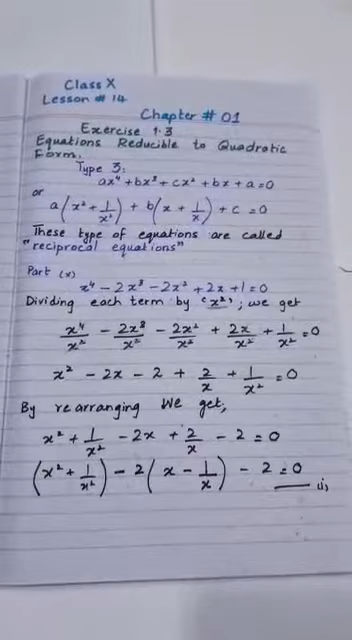 Class X
Lesson # 14
Chapter # 01
Exercise 1.3
Equations Reducible to Quadratic
Form.
Type 3:
ax⁴ + bx³ + cx² + bx + a = 0
or
a(x² + 1/x²) + b(x + 1/x) + c = 0
These type of equations are called
"reciprocal equations"
Part (x)
x⁴ - 2x³ - 2x² + 2x + 1 = 0
Dividing each term by 'x²', we get
x⁴/x² - 2x³/x² - 2x²/x² + 2x/x² + 1/x² = 0
x² - 2x - 2 + 2/x + 1/x² = 0
By rearranging We get,
x² + 1/x² - 2x + 2/x - 2 = 0
(x² + 1/x²) - 2(x - 1/x) - 2 = 0 — (i)